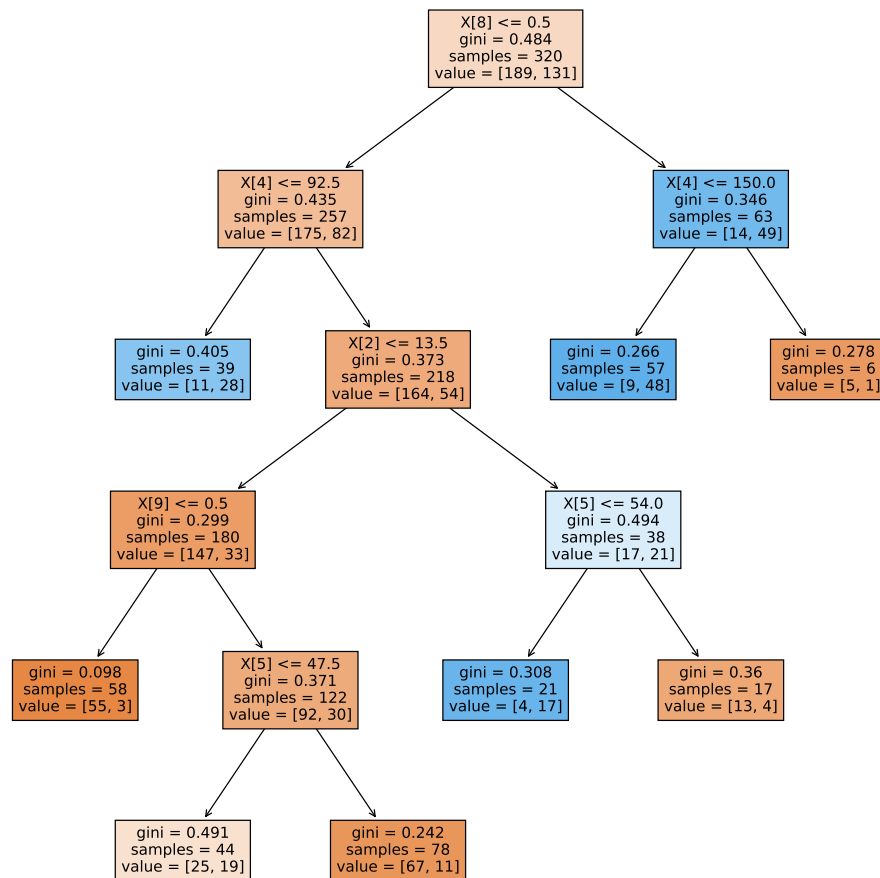 X[8] <= 0.5
gini = 0.484
samples = 320
value = [189, 131]
X[4] <= 92.5
gini = 0.435
samples = 257
value = [175, 82]
X[4] <= 150.0
gini = 0.346
samples = 63
value = [14, 49]
gini = 0.405
samples = 39
value = [11, 28]
X[2] <= 13.5
gini = 0.373
samples = 218
value = [164, 54]
gini = 0.266
samples = 57
value = [9, 48]
gini = 0.278
samples = 6
value = [5, 1]
X[9] <= 0.5
gini = 0.299
samples = 180
value = [147, 33]
X[5] <= 54.0
gini = 0.494
samples = 38
value = [17, 21]
gini = 0.098
samples = 58
value = [55, 3]
X[5] <= 47.5
gini = 0.371
samples = 122
value = [92, 30]
gini = 0.308
samples = 21
value = [4, 17]
gini = 0.36
samples = 17
value = [13, 4]
gini = 0.491
samples = 44
value = [25, 19]
gini = 0.242
samples = 78
value = [67, 11]